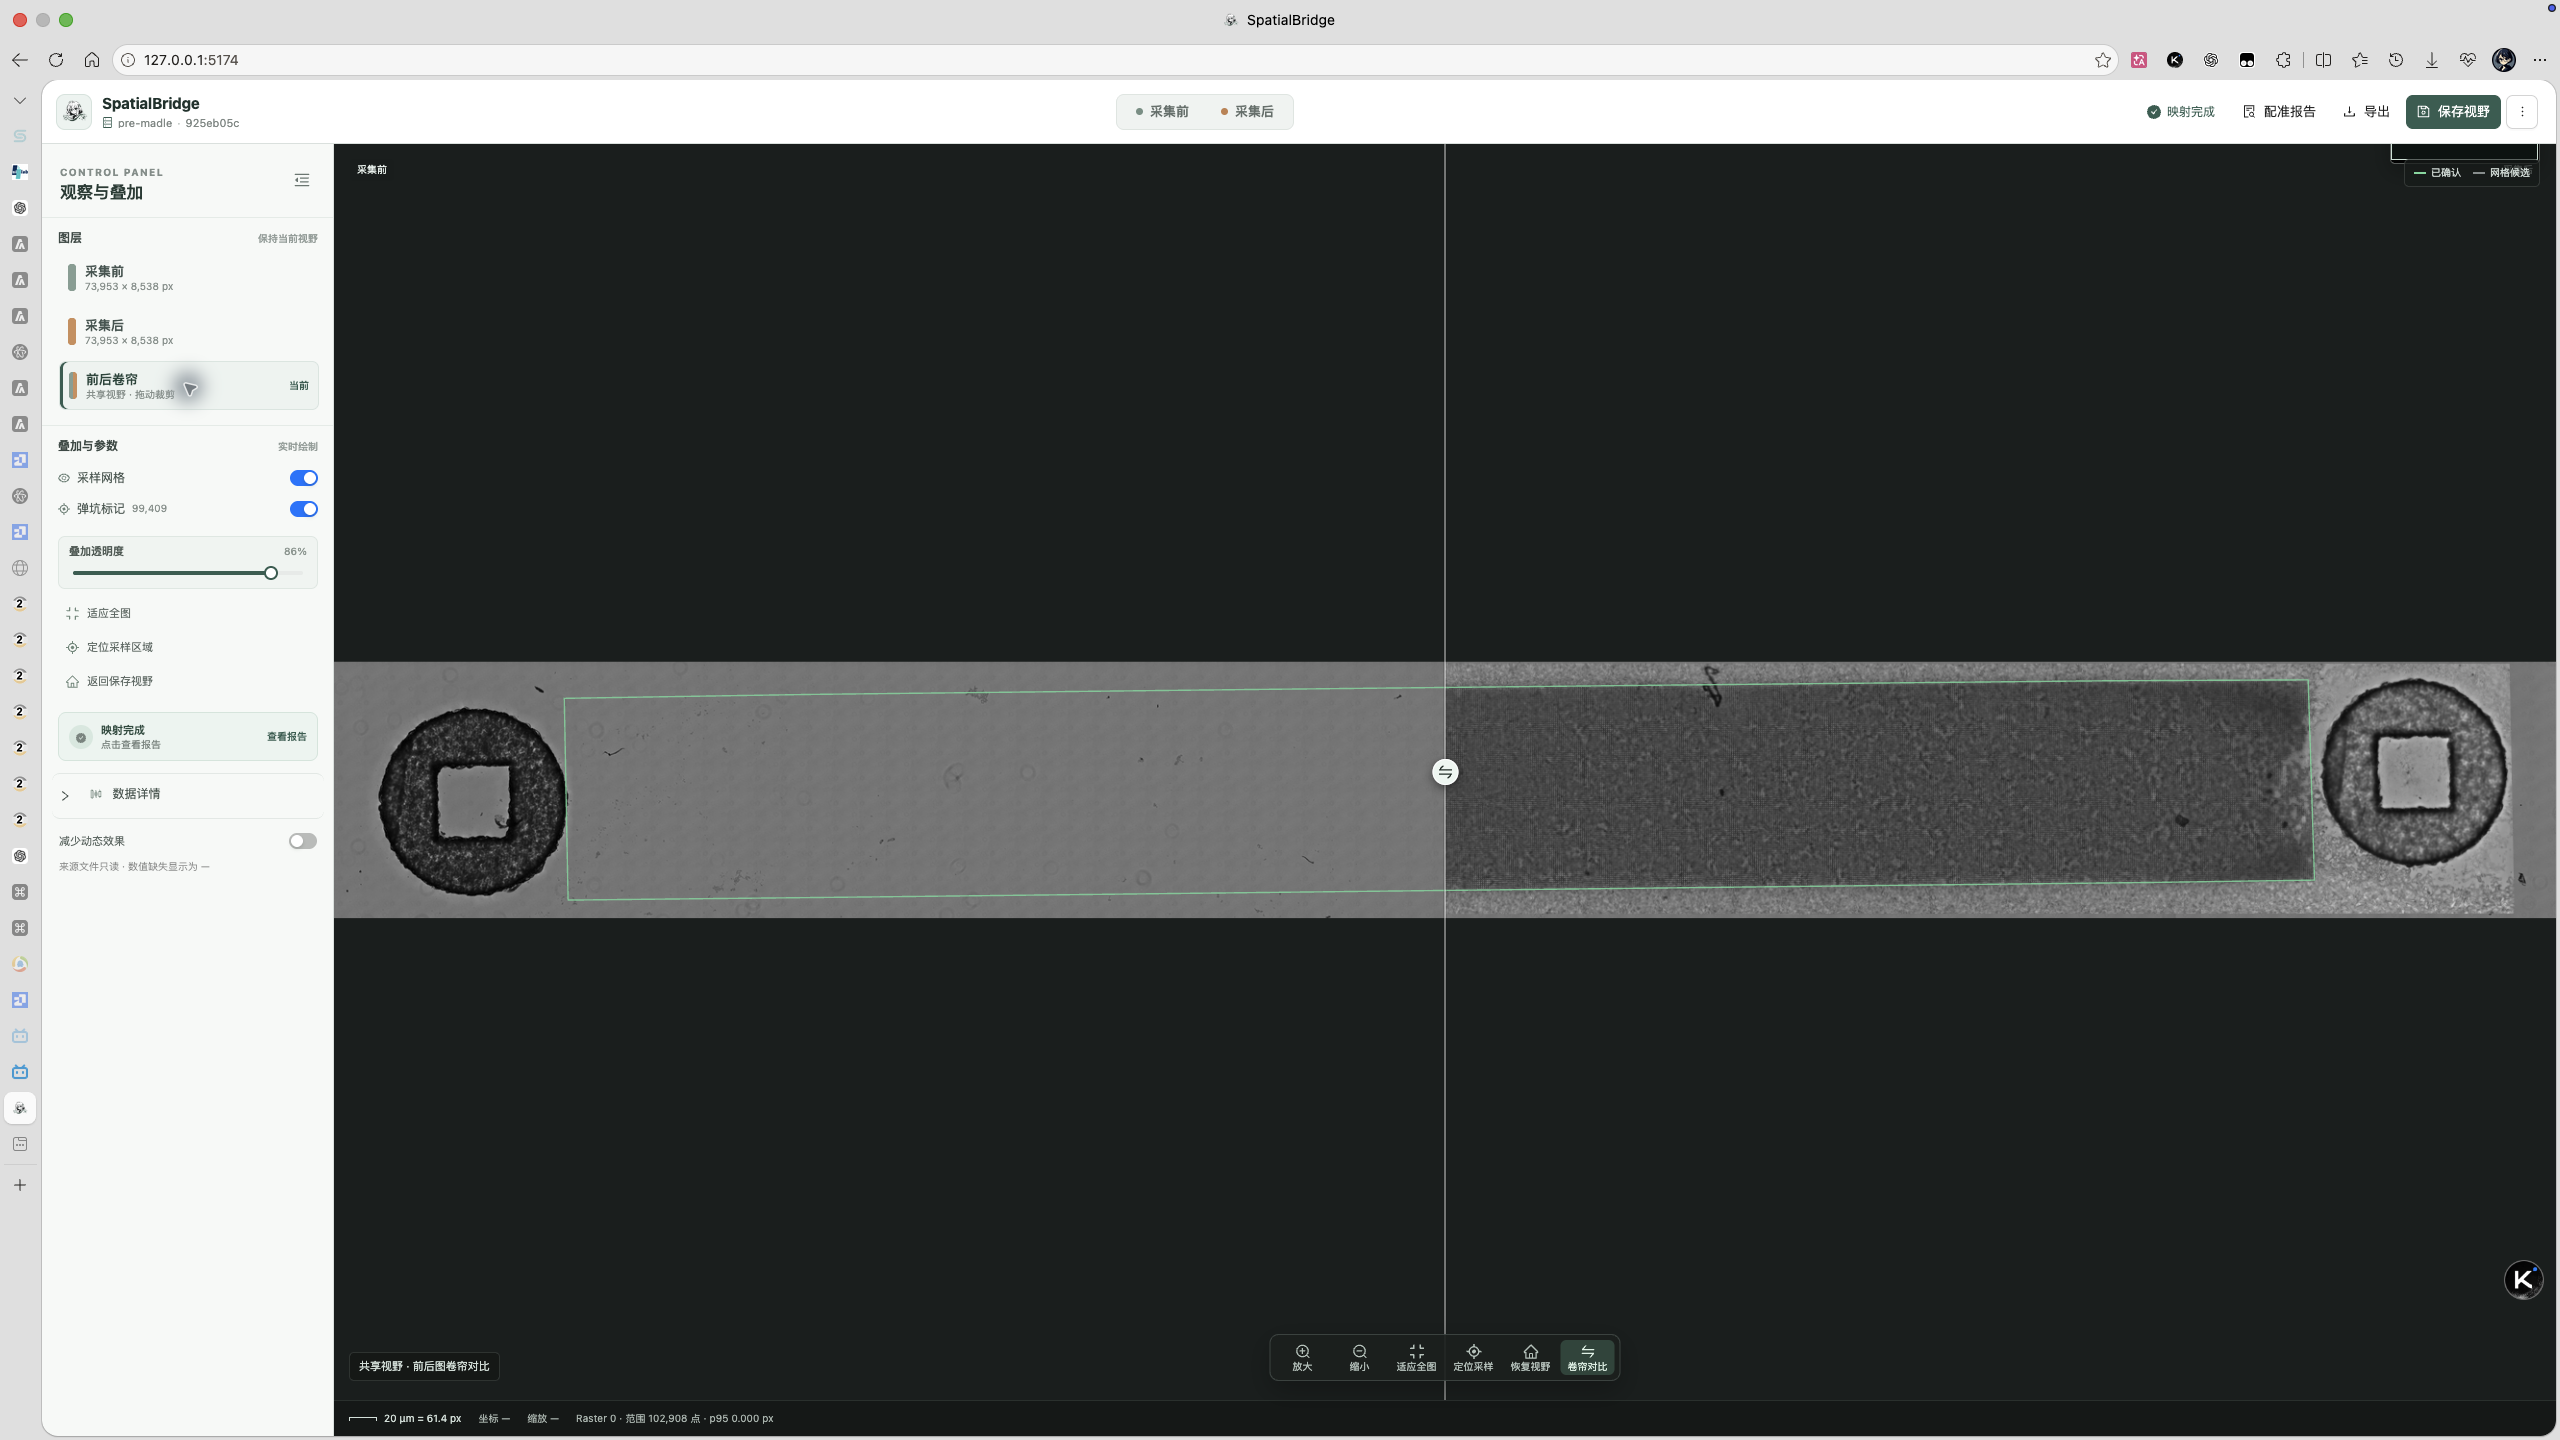 SpatialBridge
127.0.0.1:5174
SpatialBridge
pre-madle · 925eb05c
采集前
采集后
映射完成
配准报告
导出
保存视野
CONTROL PANEL
观察与叠加
图层
保持当前视野
采集前
73,953 × 8,538 px
采集后
73,953 × 8,538 px
前后卷帘
共享视野 · 拖动裁剪
当前
叠加与参数
实时绘制
采样网格
弹坑标记 99,409
叠加透明度
86%
适应全图
定位采样区域
返回保存视野
映射完成
点击查看报告
查看报告
数据详情
减少动态效果
来源文件只读 · 数值缺失显示为 —
采集前
已确认
网格候选
共享视野 · 前后图卷帘对比
放大
缩小
适应全图
定位采样
恢复视野
卷帘对比
20 μm = 61.4 px
坐标 —
缩放 —
Raster 0 · 范围 102,908 点 · p95 0.000 px